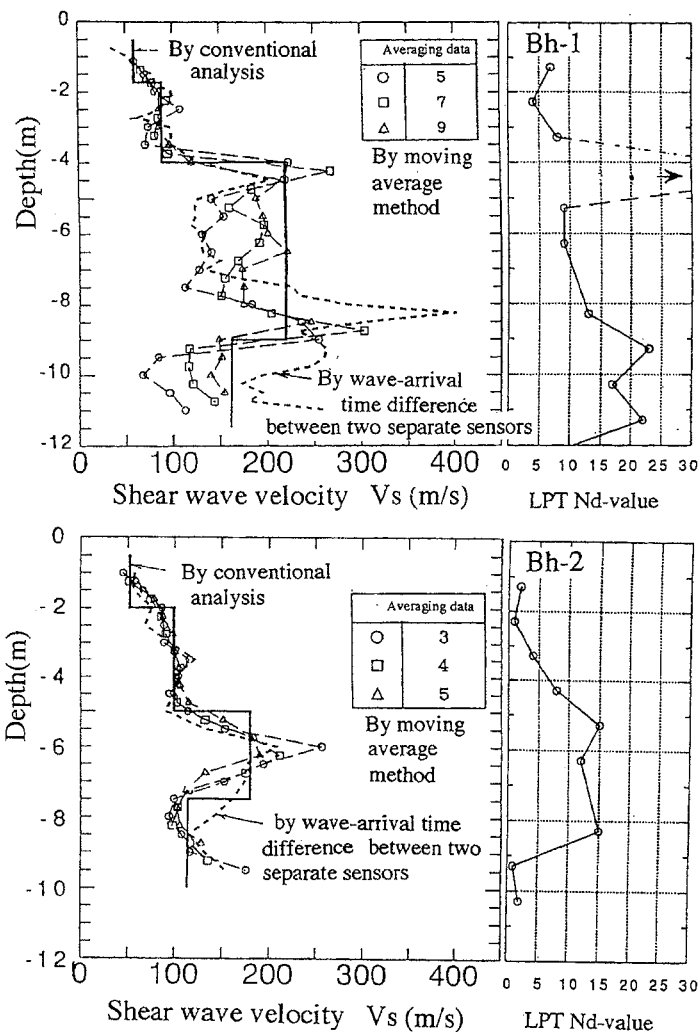 0
-2
-4
-6
-8
-10
-12
Depth(m)
By conventional
analysis
Averaging data
5
7
9
By moving
average
method
By wave-arrival
time difference
between two separate sensors
0 100 200 300 400
Shear wave velocity Vs (m/s)
Bh-1
0 5 10 15 20 25 30
LPT Nd-value
0
-2
-4
-6
-8
-10
-12
Depth(m)
By conventional
analysis
Averaging data
3
4
5
By moving
average
method
by wave-arrival time
difference between two
separate sensors
0 100 200 300 400
Shear wave velocity Vs (m/s)
Bh-2
0 5 10 15 20 25 30
LPT Nd-value